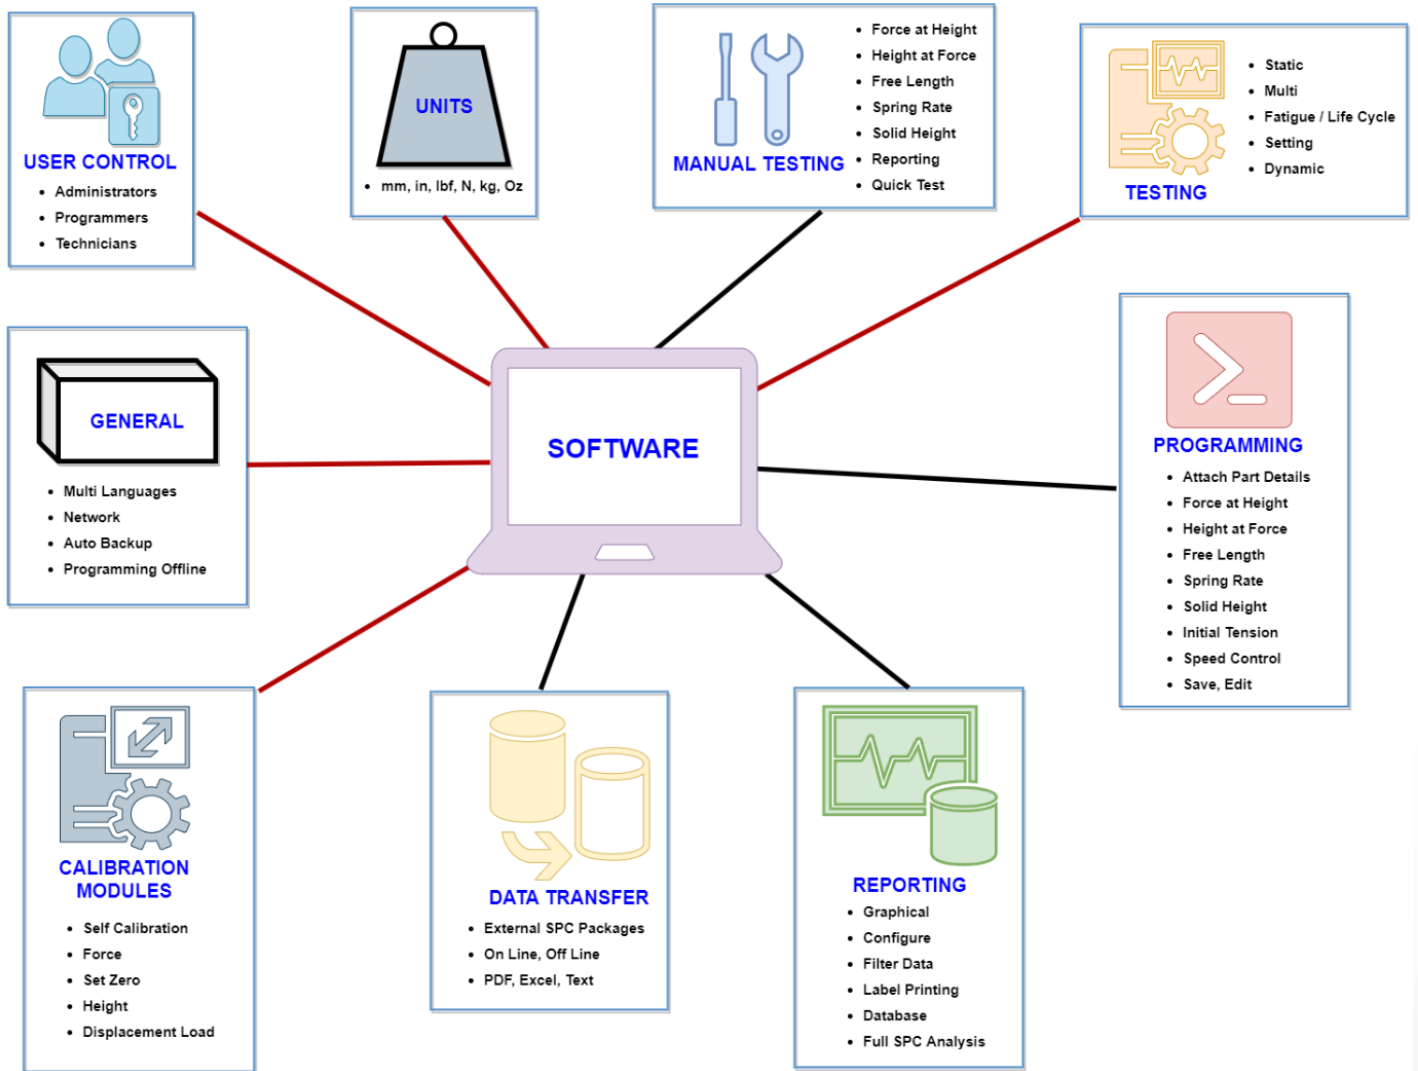 USER CONTROL
Administrators
Programmers
Technicians
UNITS
mm, in, lbf, N, kg, Oz
MANUAL TESTING
Force at Height
Height at Force
Free Length
Spring Rate
Solid Height
Reporting
Quick Test
TESTING
Static
Multi
Fatigue / Life Cycle
Setting
Dynamic
GENERAL
Multi Languages
Network
Auto Backup
Programming Offline
SOFTWARE
PROGRAMMING
Attach Part Details
Force at Height
Height at Force
Free Length
Spring Rate
Solid Height
Initial Tension
Speed Control
Save, Edit
CALIBRATION
MODULES
Self Calibration
Force
Set Zero
Height
Displacement Load
DATA TRANSFER
External SPC Packages
On Line, Off Line
PDF, Excel, Text
REPORTING
Graphical
Configure
Filter Data
Label Printing
Database
Full SPC Analysis